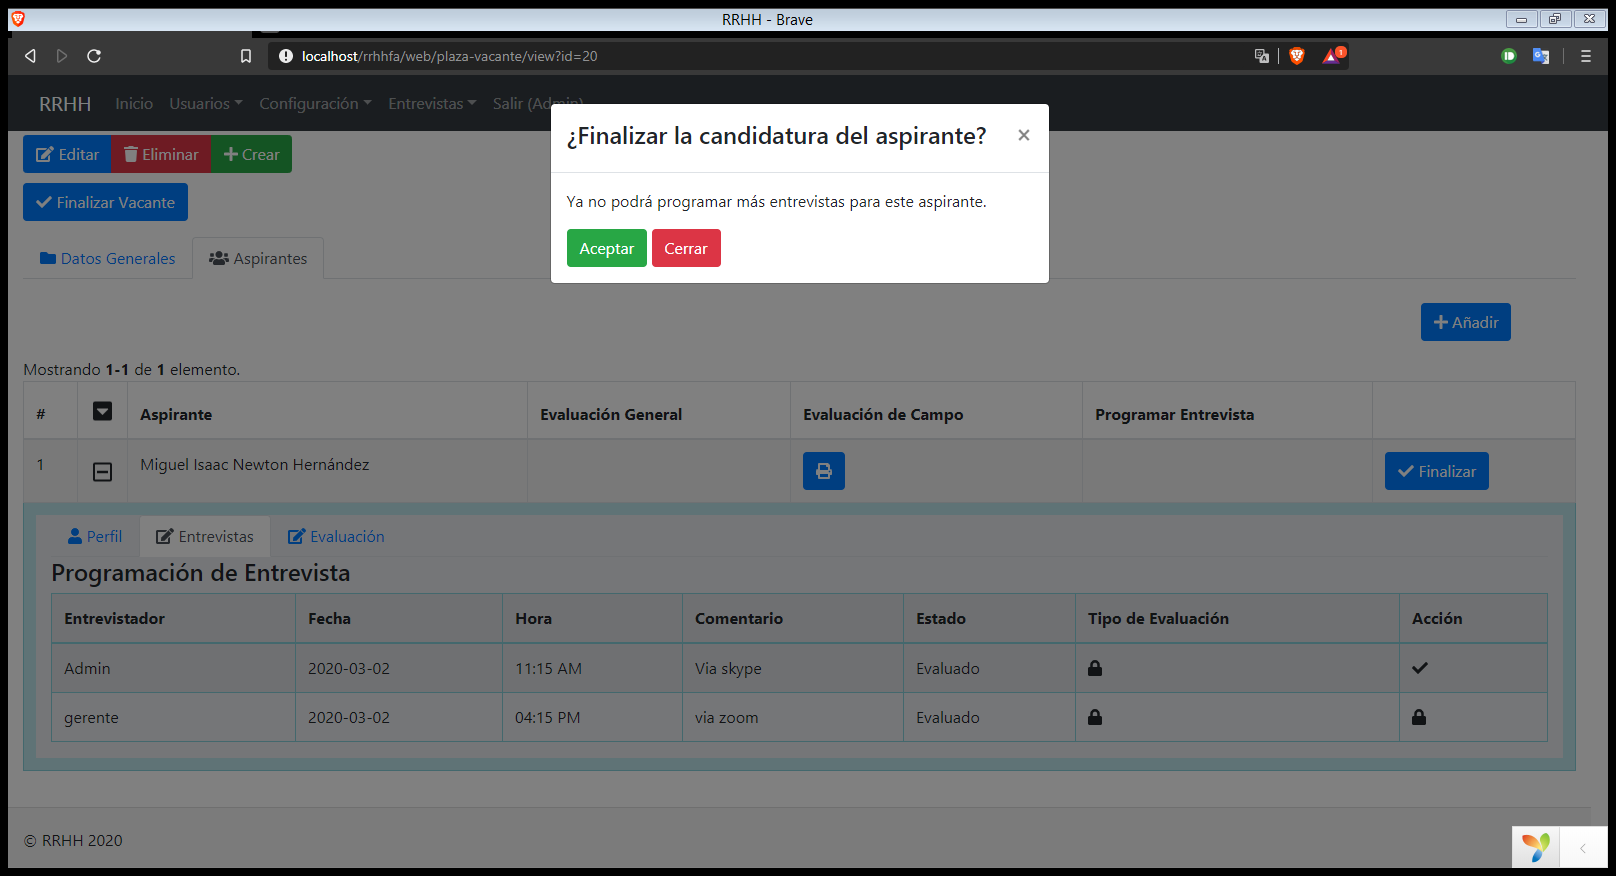 RRHH - Brave
localhost/rrhhfa/web/plaza-vacante/view?id=20
1
RRHH Inicio Usuarios Configuración Entrevistas Salir (Admin)
¿Finalizar la candidatura del aspirante? ×
Ya no podrá programar más entrevistas para este aspirante.
Aceptar Cerrar
Editar Eliminar Crear
Finalizar Vacante
Datos Generales Aspirantes
Añadir
Mostrando 1-1 de 1 elemento.
# Aspirante Evaluación General Evaluación de Campo Programar Entrevista
1 Miguel Isaac Newton Hernández Finalizar
Perfil Entrevistas Evaluación
Programación de Entrevista
Entrevistador Fecha Hora Comentario Estado Tipo de Evaluación Acción
Admin 2020-03-02 11:15 AM Via skype Evaluado
gerente 2020-03-02 04:15 PM via zoom Evaluado
© RRHH 2020